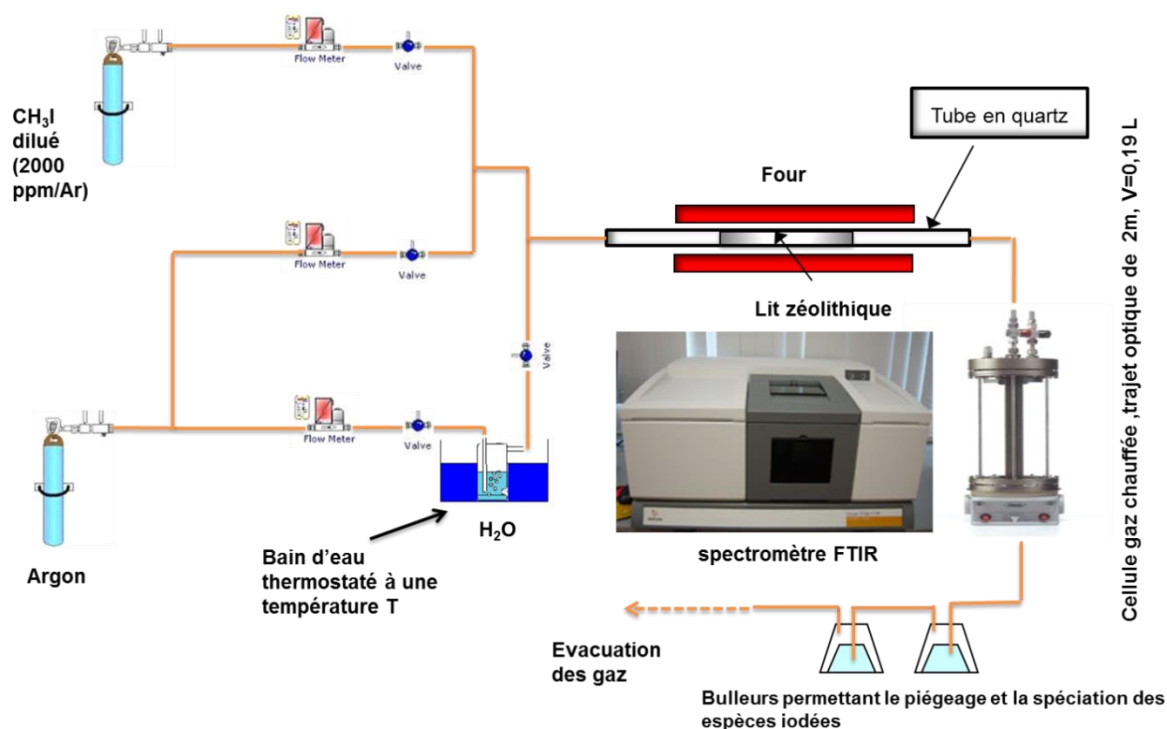 CH₃I
dilué
(2000
ppm/Ar)
Flow Meter
Valve
Flow Meter
Valve
Flow Meter
Valve
Valve
Argon
Bain d'eau
thermostaté à une
température T
H₂O
Four
Tube en quartz
Lit zéolithique
spectromètre FTIR
Cellule gaz chauffée ,trajet optique de 2m, V=0,19 L
Evacuation
des gaz
Bulleurs permettant le piégeage et la spéciation des
espèces iodées